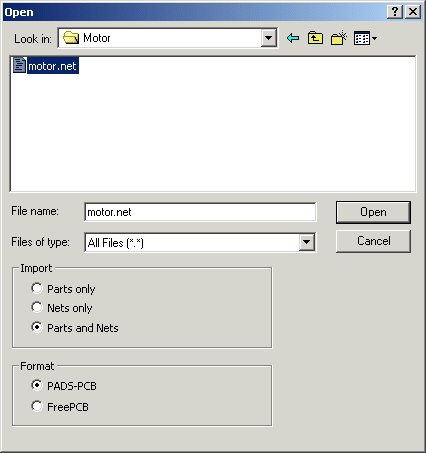 Open
Look in: Motor
motor.net
File name: motor.net Open
Files of type: All Files (*.*) Cancel
Import
Parts only
Nets only
Parts and Nets
Format
PADS-PCB
FreePCB